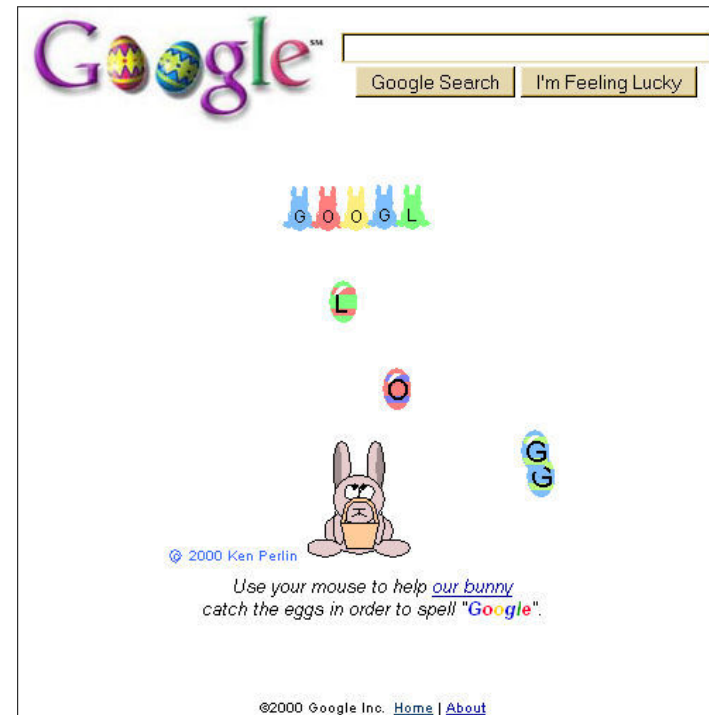 Google℠
Google Search I'm Feeling Lucky
G O O G L
L
O
G
G
© 2000 Ken Perlin
Use your mouse to help our bunny
catch the eggs in order to spell "Google".
©2000 Google Inc. Home | About